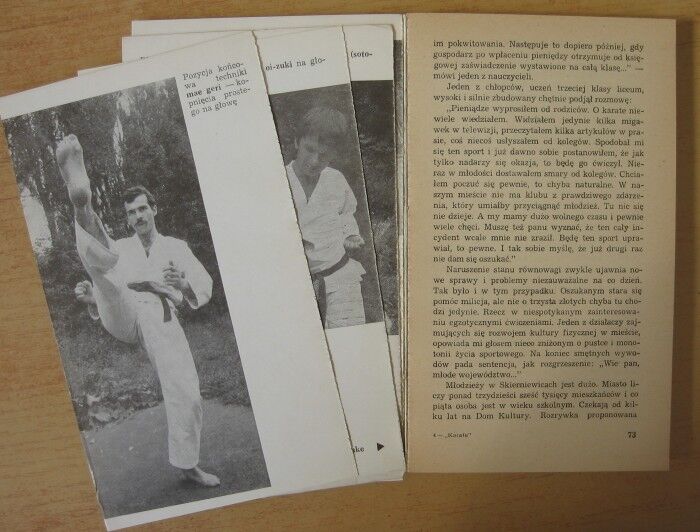 Pozycja końco-
wa techniki
mae geri — ko-
pnięcia proste-
go na głowę
oi-zuki na gło-
(soto-
im pokwitowania. Następuje to dopiero później, gdy
gospodarz po wpłaceniu pieniędzy otrzymuje od księ-
gowej zaświadczenie wystawione na całą klasę..." —
mówi jeden z nauczycieli.
Jeden z chłopców, uczeń trzeciej klasy liceum,
wysoki i silnie zbudowany chętnie podjął rozmowę:
„Pieniądze wyprosiłem od rodziców. O karate nie-
wiele wiedziałem. Widziałem jedynie kilka miga-
wek w telewizji, przeczytałem kilka artykułów w pra-
sie, coś niecoś usłyszałem od kolegów. Spodobał mi
się ten sport i już dawno sobie postanowiłem, że jak
tylko nadarzy się okazja, to będę go ćwiczył. Nie-
raz w młodości dostawałem smary od kolegów. Chcia-
łem poczuć się pewnie, to chyba naturalne. W na-
szym mieście nie ma klubu z prawdziwego zdarze-
nia, który umiałby przyciągnąć młodzież. Tu nic się
nie dzieje. A my mamy dużo wolnego czasu i pewnie
wiele chęci. Muszę też panu wyznać, że ten cały in-
cydent wcale mnie nie zraził. Będę ten sport upra-
wiał, to pewne. I tak sobie myślę, że już drugi raz
nie dam się oszukać."
Naruszenie stanu równowagi zwykle ujawnia no-
we sprawy i problemy niezauważalne na co dzień.
Tak było i w tym przypadku. Oszukanym stara się
pomóc milicja, ale nie o trzysta złotych chyba tu cho-
dzi jedynie. Rzecz w niespotykanym zainteresowa-
niu egzotycznymi ćwiczeniami. Jeden z działaczy zaj-
mujących się rozwojem kultury fizycznej w mieście,
opowiada mi głosem nieco zniżonym o pustce i mono-
tonii życia sportowego. Na koniec smętnych wywo-
dów pada sentencja, jak rozgrzeszenie: „Wie pan,
młode województwo..."
Młodzieży w Skierniewicach jest dużo. Miasto li-
czy ponad trzydzieści sześć tysięcy mieszkańców i co
piąta osoba jest w wieku szkolnym. Czekają od kil-
ku lat na Dom Kultury. Rozrywka proponowana
4 — „Karate"
73